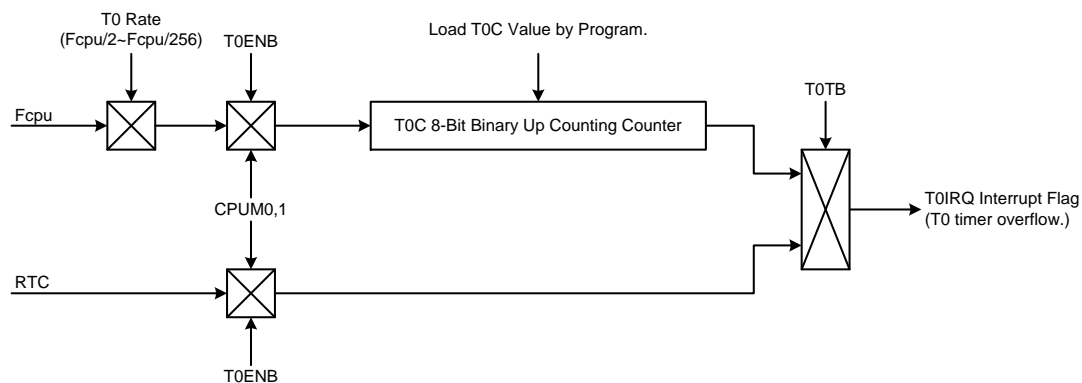 T0 Rate
(Fcpu/2~Fcpu/256)
T0ENB
Load T0C Value by Program.
T0TB
Fcpu
T0C 8-Bit Binary Up Counting Counter
CPUM0,1
T0IRQ Interrupt Flag
(T0 timer overflow.)
RTC
T0ENB